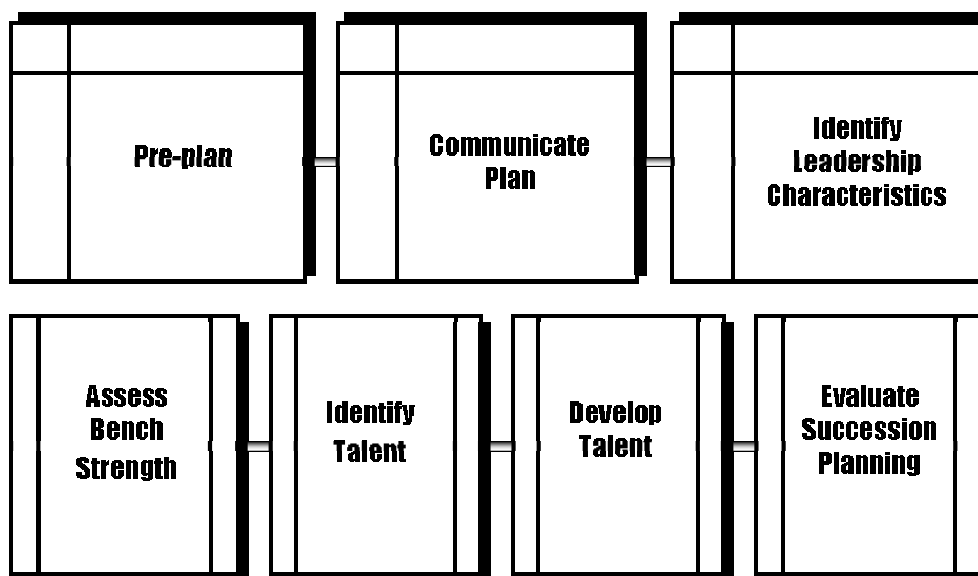 Pre-plan
Communicate
Plan
Identify
Leadership
Characteristics
Assess
Bench
Strength
Identify
Talent
Develop
Talent
Evaluate
Succession
Planning